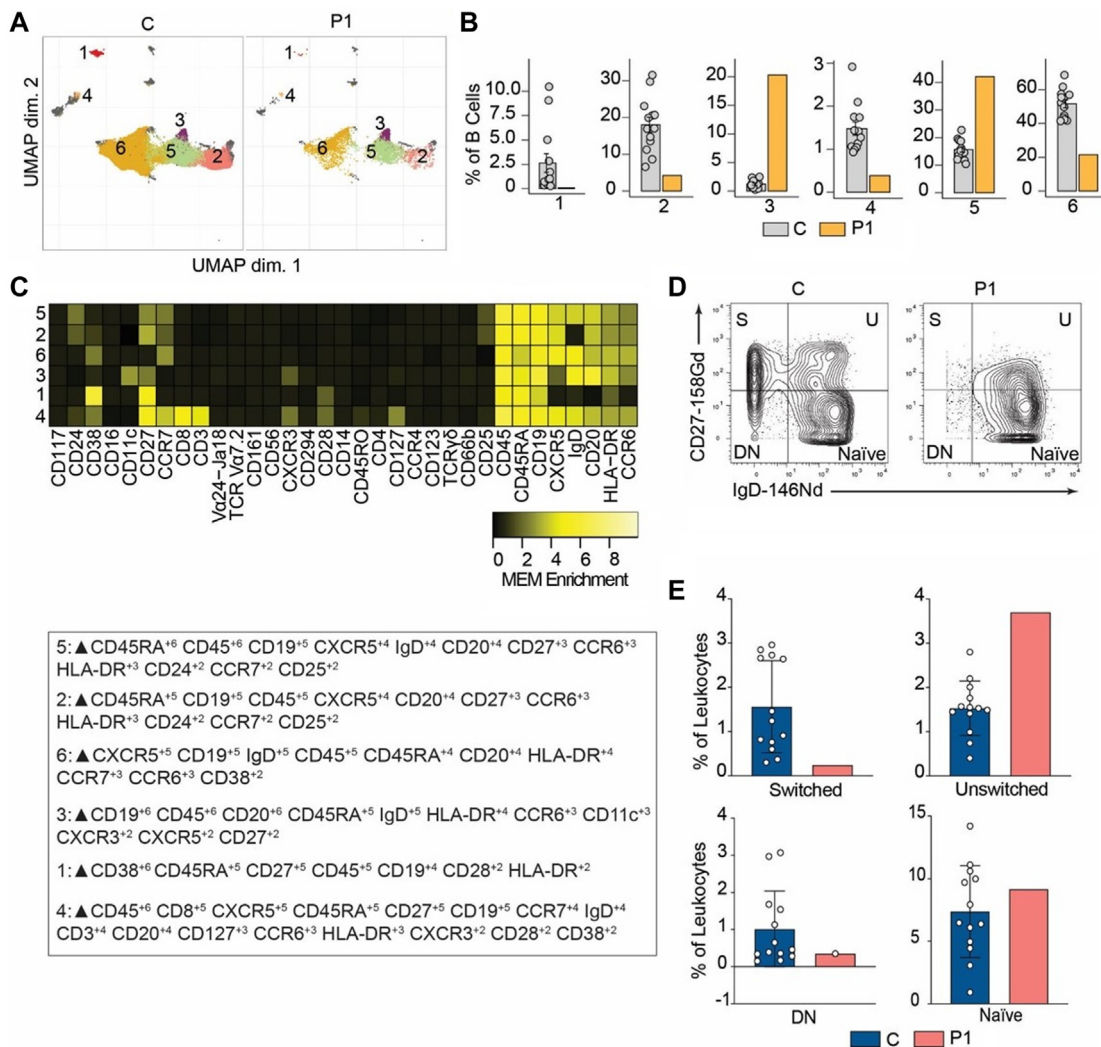 A
C
P1
1
4
3
6
5
2
1
4
3
6
5
2
UMAP dim. 2
UMAP dim. 1
B
% of B Cells
10.0
7.5
5.0
2.5
0.0
1
30
20
10
0
2
20
15
10
5
0
3
3
2
1
0
4
50
40
30
20
10
0
5
60
40
20
0
6
C
P1
C
5
2
6
3
1
4
CD117
CD24
CD38
CD16
CD11c
CD27
CCR7
CD8
CD3
Vα24–Ja18
TCR Vα7.2
CD161
CD56
CXCR3
CD294
CD28
CD14
CD45RO
CD4
CD127
CCR4
CD123
TCRγδ
CD66b
CD25
CD45
CD45RA
CD19
CXCR5
IgD
CD20
HLA–DR
CCR6
0 2 4 6 8
MEM Enrichment
5:▲CD45RA+6 CD45+6 CD19+5 CXCR5+4 IgD+4 CD20+4 CD27+3 CCR6+3
HLA-DR+3 CD24+2 CCR7+2 CD25+2
2:▲CD45RA+5 CD19+5 CD45+5 CXCR5+4 CD20+4 CD27+3 CCR6+3
HLA-DR+3 CD24+2 CCR7+2 CD25+2
6:▲CXCR5+5 CD19+5 IgD+5 CD45+5 CD45RA+4 CD20+4 HLA-DR+4
CCR7+3 CCR6+3 CD38+2
3:▲CD19+6 CD45+6 CD20+6 CD45RA+5 IgD+5 HLA-DR+4 CCR6+3 CD11c+3
CXCR3+2 CXCR5+2 CD27+2
1:▲CD38+6 CD45RA+5 CD27+5 CD45+5 CD19+4 CD28+2 HLA-DR+2
4:▲CD45+6 CD8+5 CXCR5+5 CD45RA+5 CD27+5 CD19+5 CCR7+4 IgD+4
CD3+4 CD20+4 CD127+3 CCR6+3 HLA-DR+3 CXCR3+2 CD28+2 CD38+2
D
C
P1
S
U
DN
Naïve
S
U
DN
Naïve
CD27-158Gd
IgD-146Nd
E
% of Leukocytes
4
3
2
1
0
Switched
4
3
2
1
0
Unswitched
% of Leukocytes
4
3
2
1
0
-1
DN
15
10
5
0
Naïve
C
P1